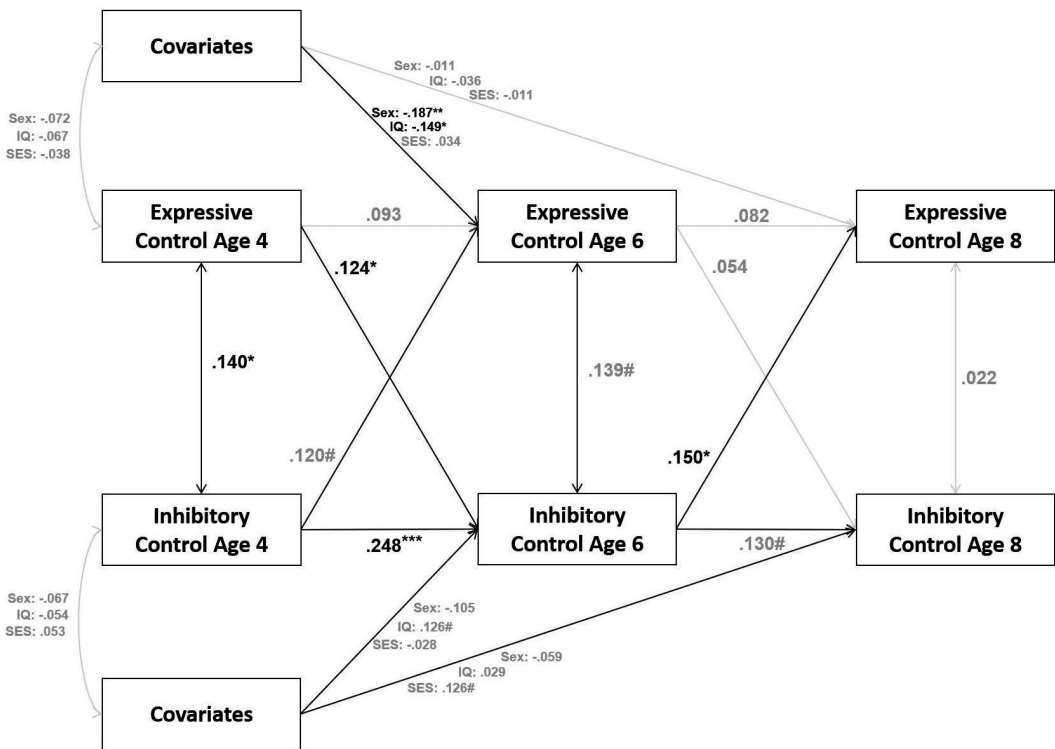 Covariates
Sex: -.011
IQ: -.036
SES: -.011
Sex: -.187**
IQ: -.149*
SES: .034
Sex: -.072
IQ: -.067
SES: -.038
Expressive
Control Age 4
.093
Expressive
Control Age 6
.082
Expressive
Control Age 8
.124*
.054
.140*
.139#
.022
.120#
.150*
Inhibitory
Control Age 4
.248***
Inhibitory
Control Age 6
.130#
Inhibitory
Control Age 8
Sex: -.067
IQ: -.054
SES: .053
Sex: -.105
IQ: .126#
SES: -.028
Sex: -.059
IQ: .029
SES: .126#
Covariates